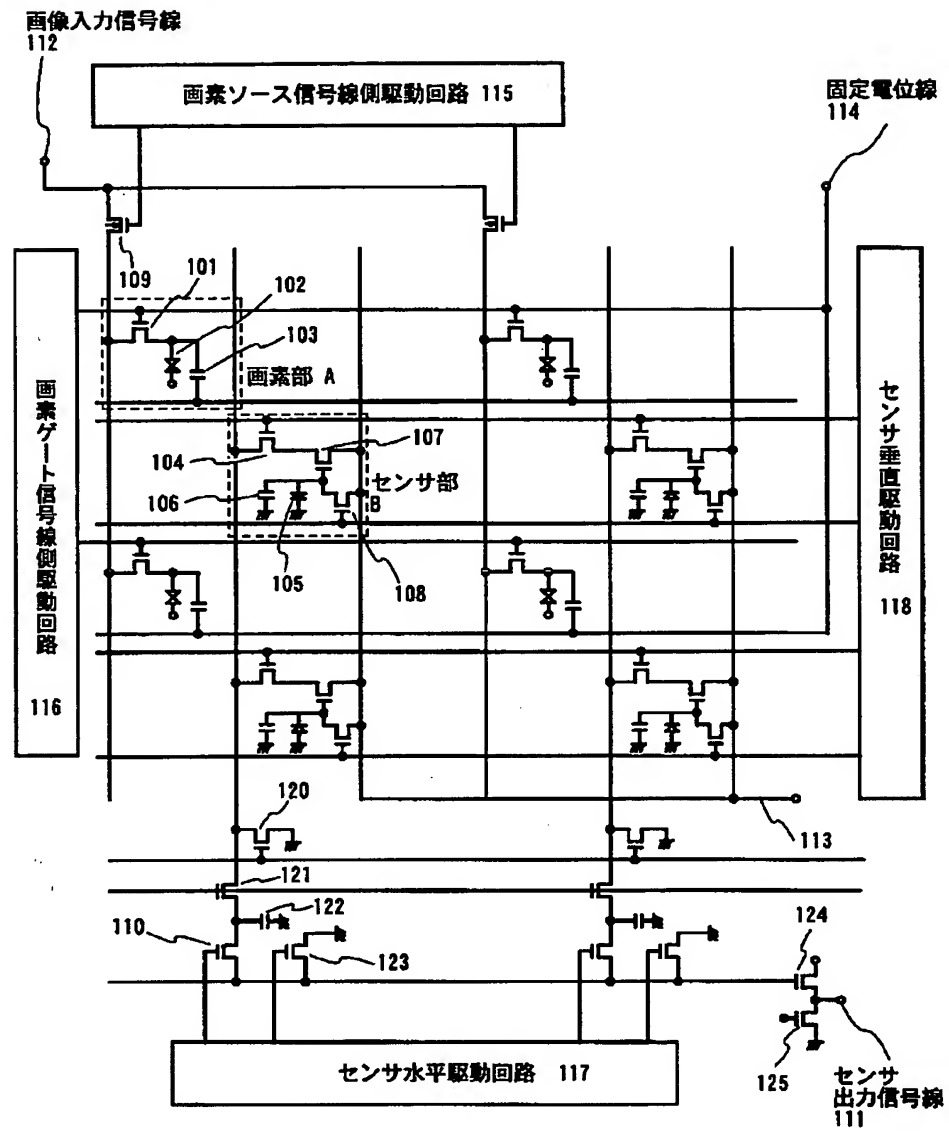 画像入力信号線
112
画素ソース信号線側駆動回路 115
固定電位線
114
109
101
102
103
画素部 A
画素ゲート信号線側駆動回路
116
センサ垂直駆動回路
118
104
107
106
センサ部
B
105
108
120
113
121
122
110
123
124
125
センサ水平駆動回路 117
センサ
出力信号線
111